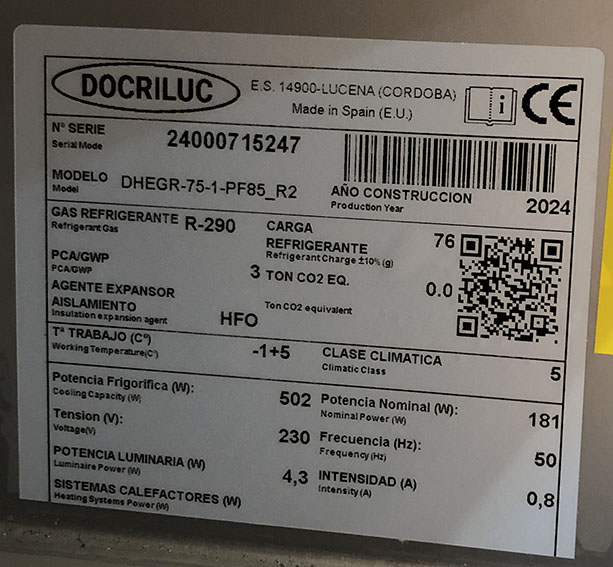 DOCRILUC
E.S. 14900-LUCENA (CORDOBA)
Made in Spain (E.U.)
i
CE
Nº SERIE
Serial Mode
24000715247
MODELO
Model
DHEGR-75-1-PF85_R2
AÑO CONSTRUCCION
Production Year
2024
GAS REFRIGERANTE
Refrigerant Gas
R-290
CARGA
REFRIGERANTE
Refrigerant Charge ±10% (g)
76
PCA/GWP
PCA/GWP
3
TON CO2 EQ.
Ton CO2 equivalent
0.0
AGENTE EXPANSOR
AISLAMIENTO
Insulation expansion agent
HFO
Tª TRABAJO (Cº)
Working Temperature(Cº)
-1+5
CLASE CLIMATICA
Climatic Class
5
Potencia Frigorifica (W):
Cooling Capacity (W)
502
Potencia Nominal (W):
Nominal Power (W)
181
Tension (V):
Voltage(V)
230
Frecuencia (Hz):
Frequency (Hz)
50
POTENCIA LUMINARIA (W)
Luminaire Power (W)
4,3
INTENSIDAD (A)
Intensity (A)
0,8
SISTEMAS CALEFACTORES (W)
Heating Systems Power (W)